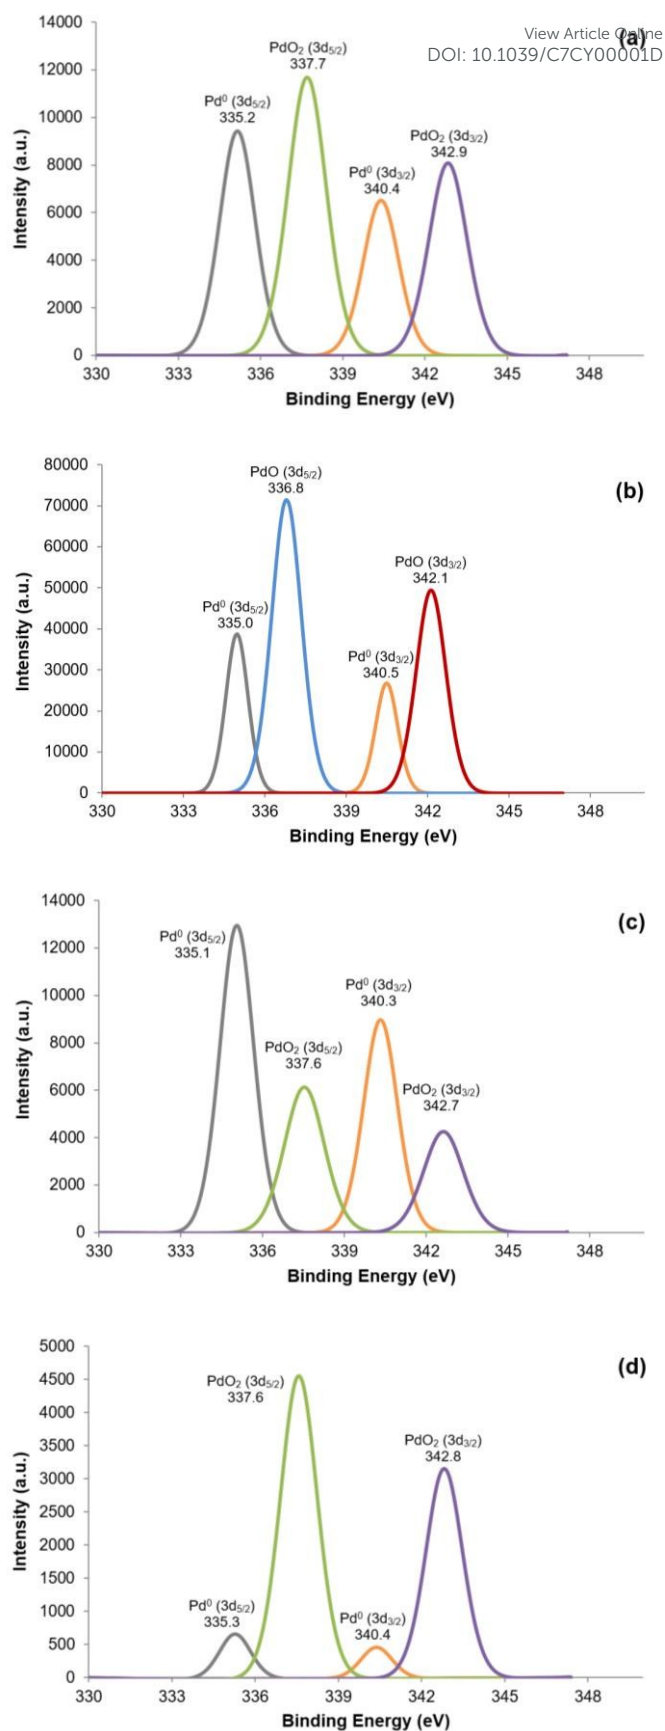 View Article Online
DOI: 10.1039/C7CY00001D
(a)
14000
12000
10000
8000
6000
4000
2000
0
Intensity (a.u.)
Pd⁰ (3d₅/₂)
335.2
PdO₂ (3d₅/₂)
337.7
Pd⁰ (3d₃/₂)
340.4
PdO₂ (3d₃/₂)
342.9
330 333 336 339 342 345 348
Binding Energy (eV)
(b)
80000
70000
60000
50000
40000
30000
20000
10000
0
Intensity (a.u.)
Pd⁰ (3d₅/₂)
335.0
PdO (3d₅/₂)
336.8
Pd⁰ (3d₃/₂)
340.5
PdO (3d₃/₂)
342.1
330 333 336 339 342 345 348
Binding Energy (eV)
(c)
14000
12000
10000
8000
6000
4000
2000
0
Intensity (a.u.)
Pd⁰ (3d₅/₂)
335.1
PdO₂ (3d₅/₂)
337.6
Pd⁰ (3d₃/₂)
340.3
PdO₂ (3d₃/₂)
342.7
330 333 336 339 342 345 348
Binding Energy (eV)
(d)
5000
4500
4000
3500
3000
2500
2000
1500
1000
500
0
Intensity (a.u.)
Pd⁰ (3d₅/₂)
335.3
PdO₂ (3d₅/₂)
337.6
Pd⁰ (3d₃/₂)
340.4
PdO₂ (3d₃/₂)
342.8
330 333 336 339 342 345 348
Binding Energy (eV)